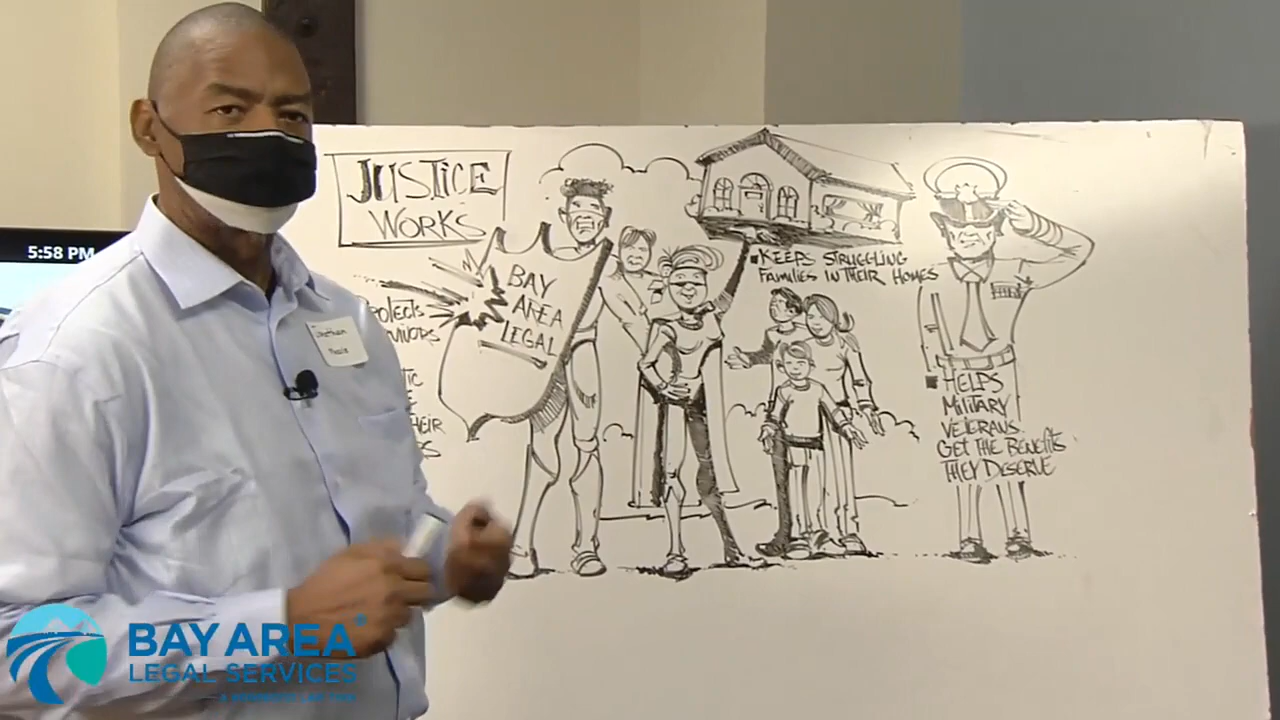 5:58 PM
JUSTICE
WORKS
BAY
AREA
LEGAL
KEEPS STRUGGLING
FAMILIES IN THEIR HOMES
HELPS
MILITARY
VETERANS
GET THE BENEFITS
THEY DESERVE
Jonathan
BAY AREA
LEGAL SERVICES